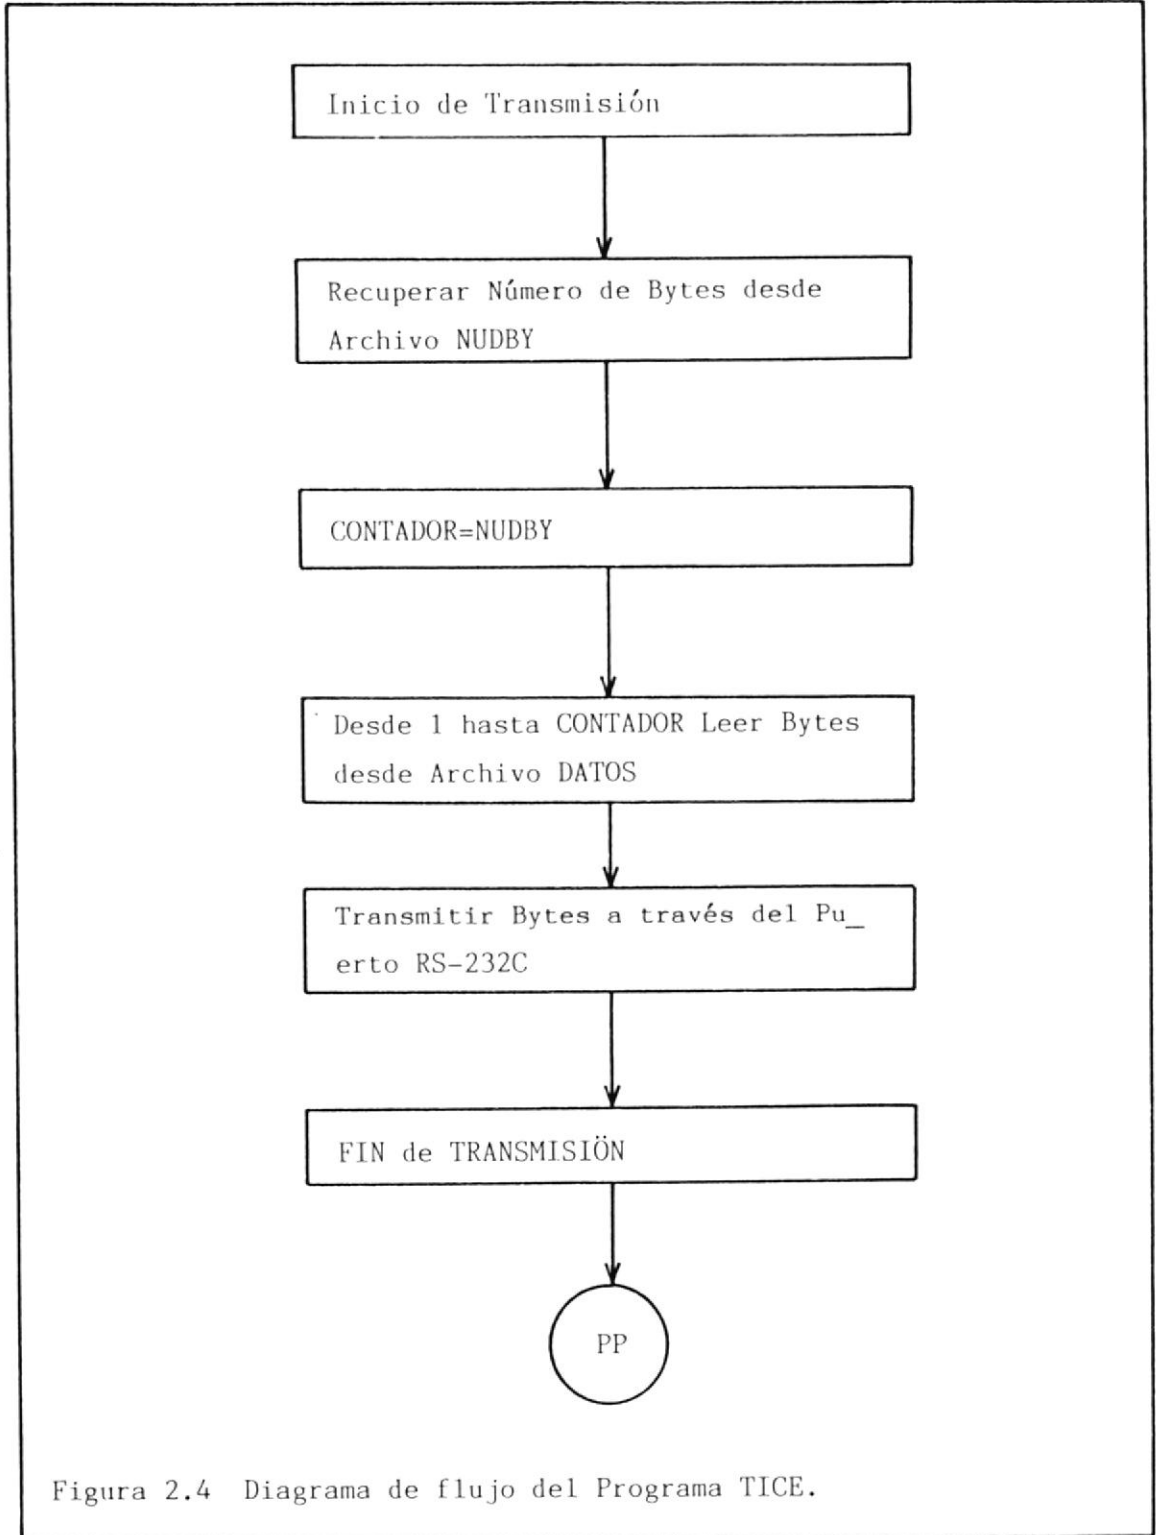 Inicio de Transmisión
Recuperar Número de Bytes desde
Archivo NUDBY
CONTADOR=NUDBY
Desde 1 hasta CONTADOR Leer Bytes
desde Archivo DATOS
Transmitir Bytes a través del Pu_
erto RS-232C
FIN de TRANSMISIÖN
PP
Figura 2.4 Diagrama de flujo del Programa TICE.